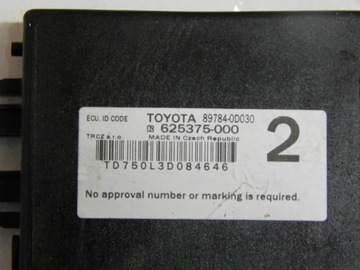 ECU. ID CODE TOYOTA 89784-0D030
625375-000
TRCZ s.r.o. MADE IN Czech Republic
2
TD750L3D084646
No approval number or marking is required.